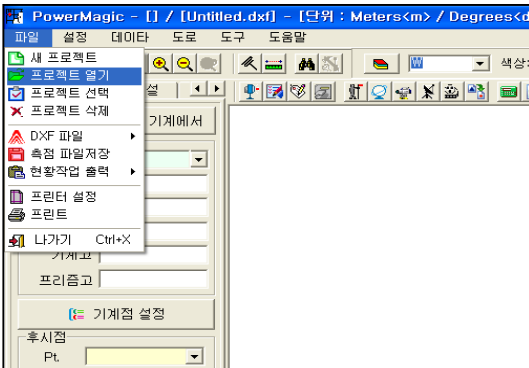 PowerMagic - [] / [Untitled.dxf] - [단위 : Meters<m> / Degrees<d
파일 설정 데이타 도로 도구 도움말
새 프로젝트
프로젝트 열기
색상:
프로젝트 선택
설
프로젝트 삭제
기계에서
DXF 파일
측점 파일저장
현황작업 출력
프린터 설정
프린트
나가기 Ctrl+X
기계고
프리즘고
기계점 설정
후시점
Pt.